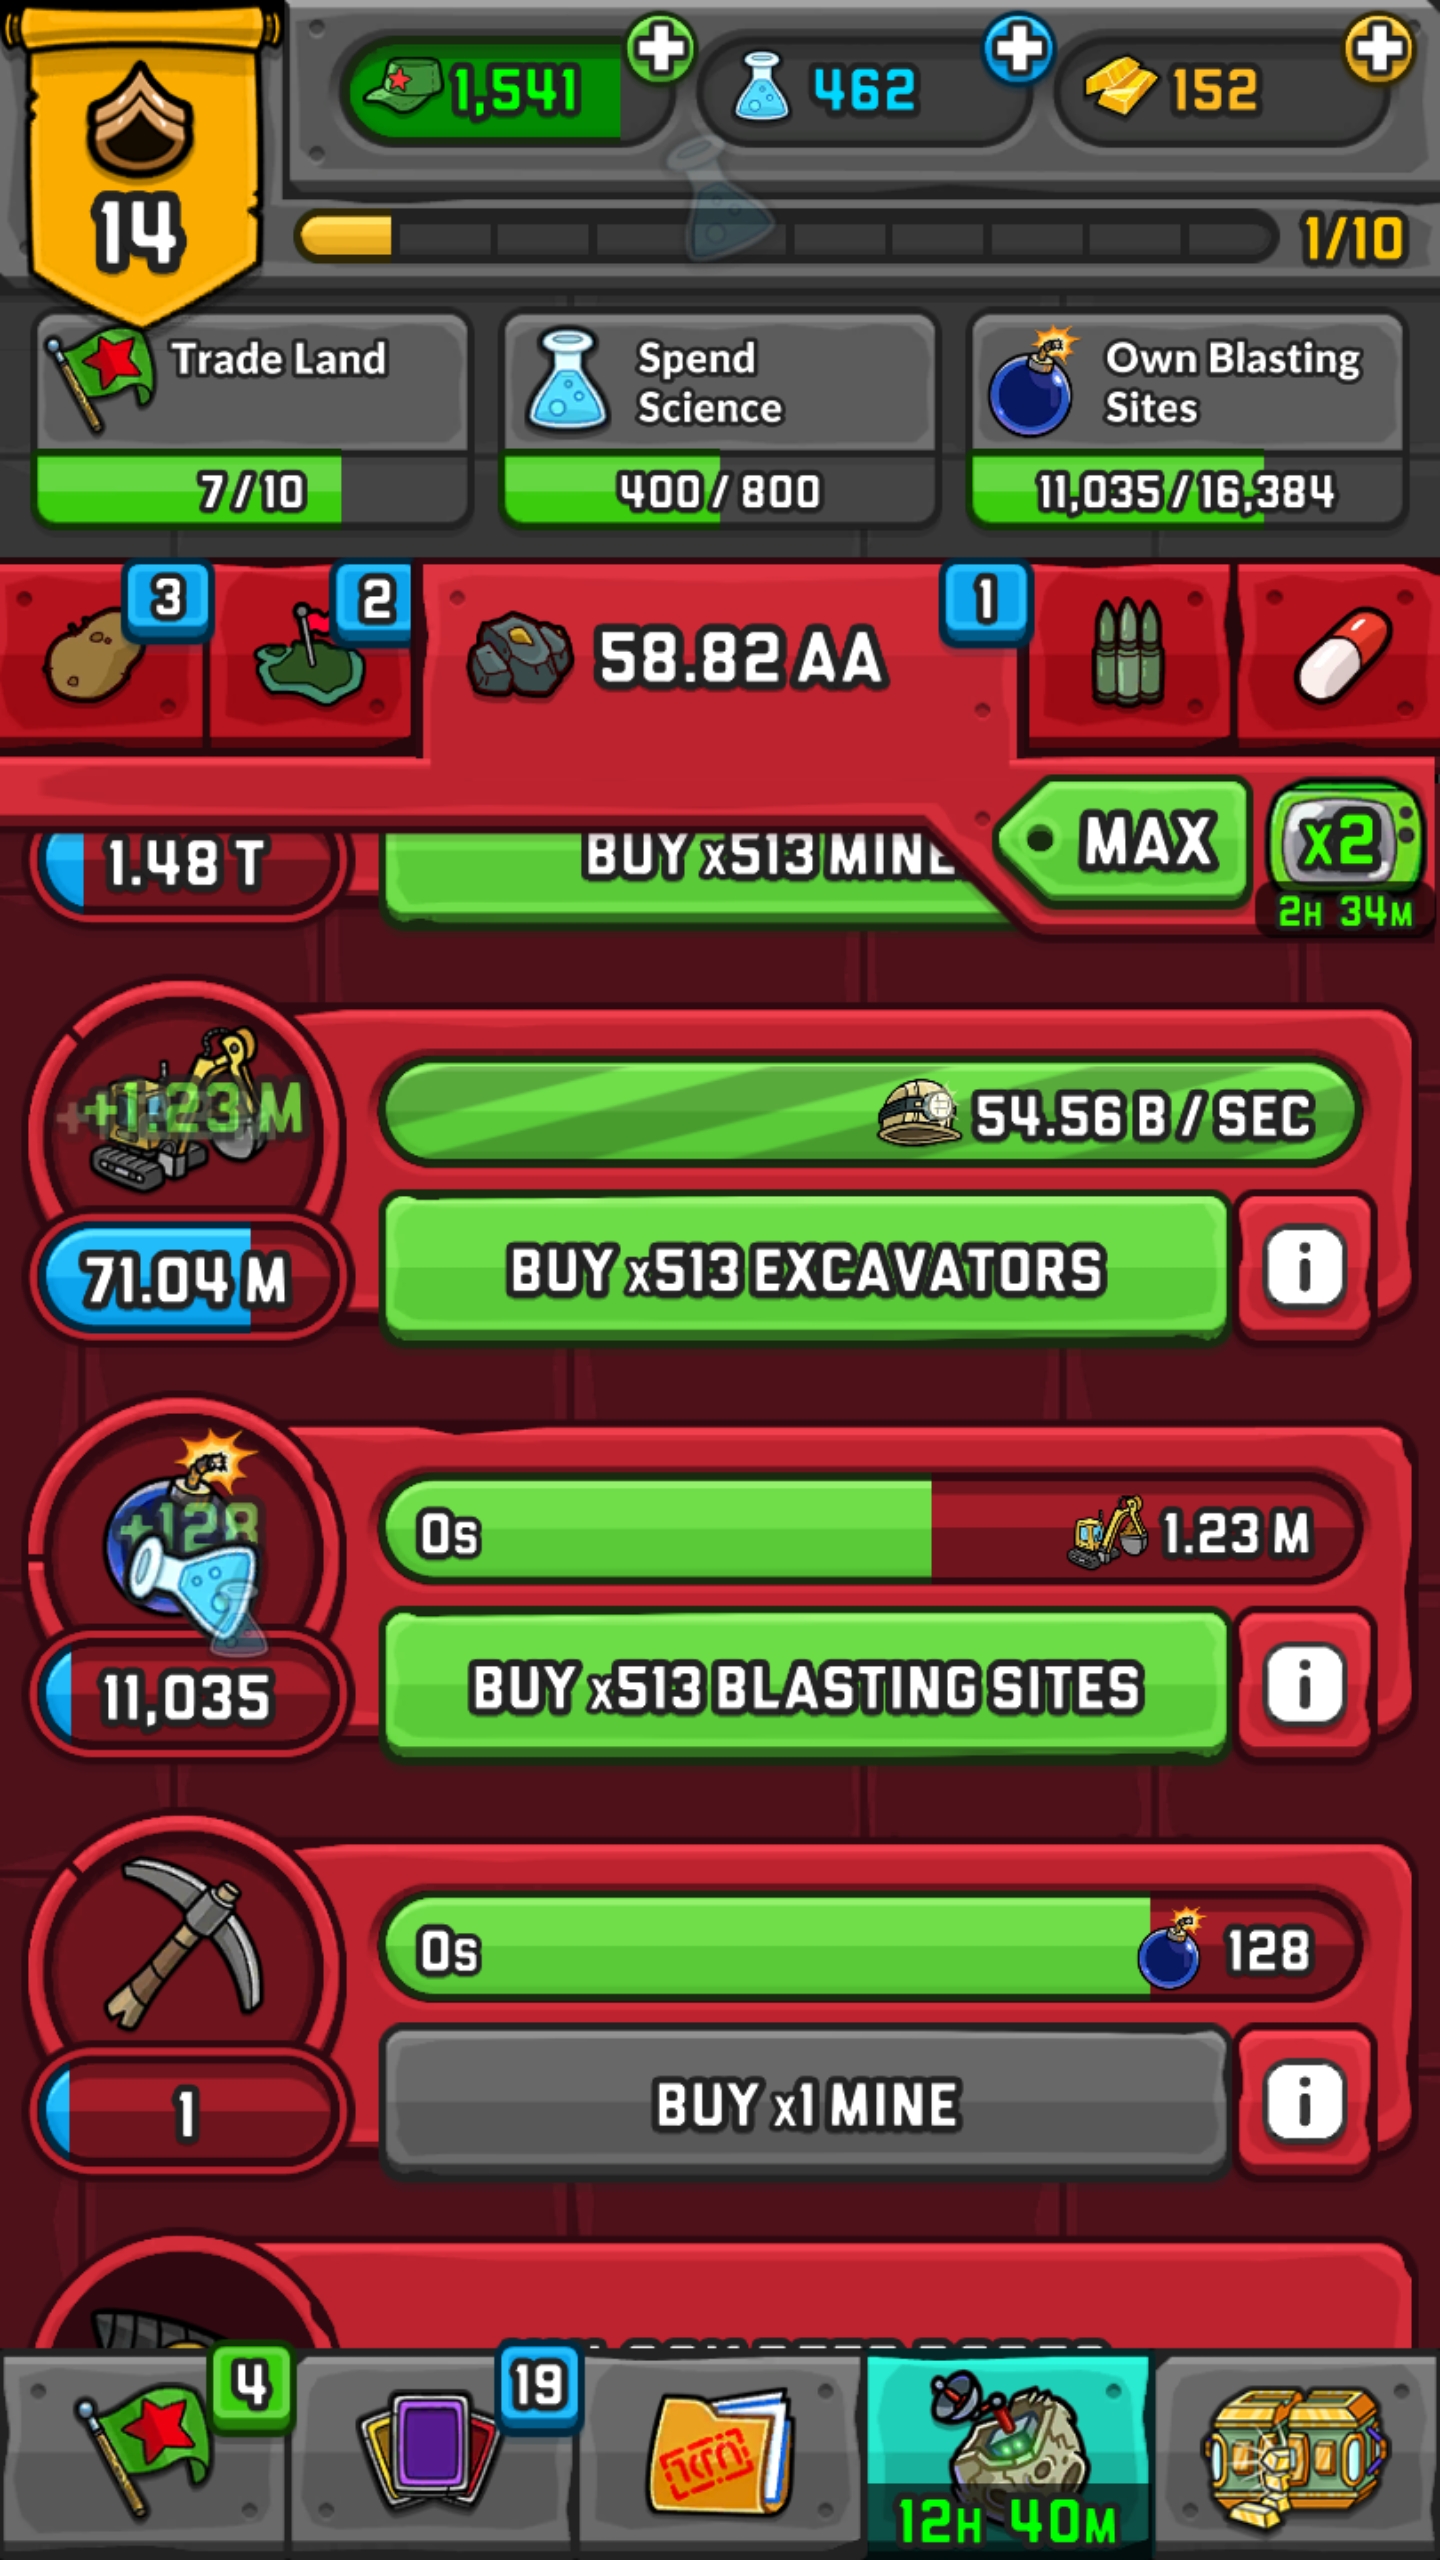 14
1,541
462
152
1/10
Trade Land
7/10
Spend
Science
400/800
Own Blasting
Sites
11,035/16,384
3
2
58.82 AA
1
MAX
x2
2H 34M
1.48 T
BUY x513 MINE
+1.23 M
54.56 B / SEC
71.04 M
BUY x513 EXCAVATORS
i
+128
0s
1.23 M
11,035
BUY x513 BLASTING SITES
i
0s
128
1
BUY x1 MINE
i
4
19
12H 40M